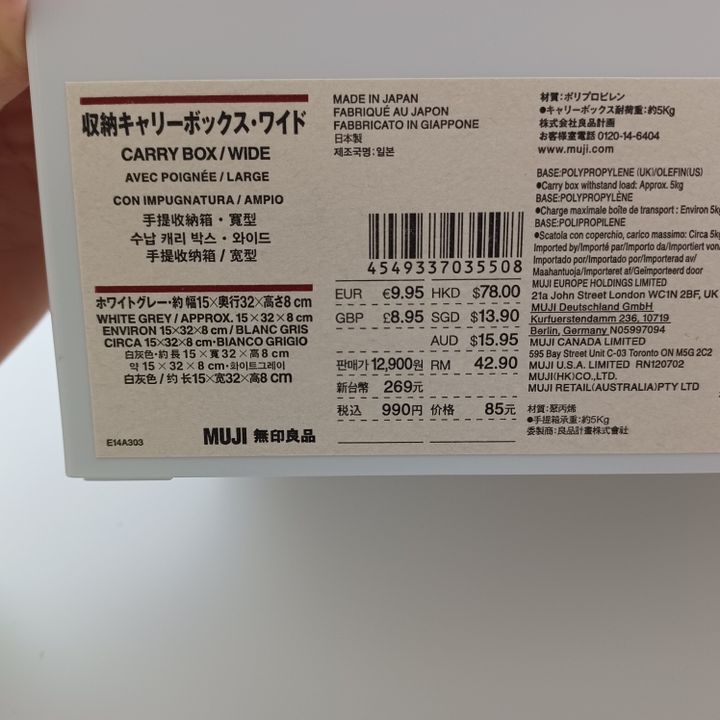 収納キャリーボックス・ワイド
CARRY BOX / WIDE
AVEC POIGNÉE / LARGE
CON IMPUGNATURA / AMPIO
手提收納箱・寬型
수납 캐리 박스・와이드
手提收纳箱/宽型
ホワイトグレー・約 幅15×奥行32×高さ8 cm
WHITE GREY / APPROX. 15 × 32 × 8 cm
ENVIRON 15×32×8 cm / BLANC GRIS
CIRCA 15×32×8 cm・BIANCO GRIGIO
白灰色・約 長 15 × 寬 32 × 高 8 cm
약 15 × 32 × 8 cm・화이트그레이
白灰色 / 约 长15×宽32×高8 cm
E14A303
MUJI 無印良品
MADE IN JAPAN
FABRIQUÉ AU JAPON
FABBRICATO IN GIAPPONE
日本製
제조국명:일본
4549337035508
EUR €9.95 HKD $78.00
GBP £8.95 SGD $13.90
AUD $15.95
판매가 12,900원 RM 42.90
新台幣 269元
税込 990円 价格 85元
材質:ポリプロピレン
●キャリーボックス耐荷重:約5Kg
株式会社良品計画
お客様室電話 0120-14-6404
www.muji.com
BASE:POLYPROPYLENE (UK)/OLEFIN(US)
●Carry box withstand load: Approx. 5kg
BASE:POLYPROPYLÈNE
●Charge maximale boîte de transport : Environ 5kg
BASE:POLIPROPILENE
●Scatola con coperchio, carico massimo: Circa 5kg
Imported by/Importé par/Importo da/Importiert von/
Importado por/Importado por/Importerad av/
Maahantuoja/Importeret af/Geïmporteerd door
MUJI EUROPE HOLDINGS LIMITED
21a John Street London WC1N 2BF, UK
MUJI Deutschland GmbH
Kurfuerstendamm 236, 10719
Berlin, Germany N05997094
MUJI CANADA LIMITED
595 Bay Street Unit C-03 Toronto ON M5G 2C2
MUJI U.S.A. LIMITED RN120702
MUJI(HK)CO.,LTD.
MUJI RETAIL(AUSTRALIA)PTY LTD
材質:聚丙烯
●手提箱承重:約5Kg
委製商:良品計畫株式會社